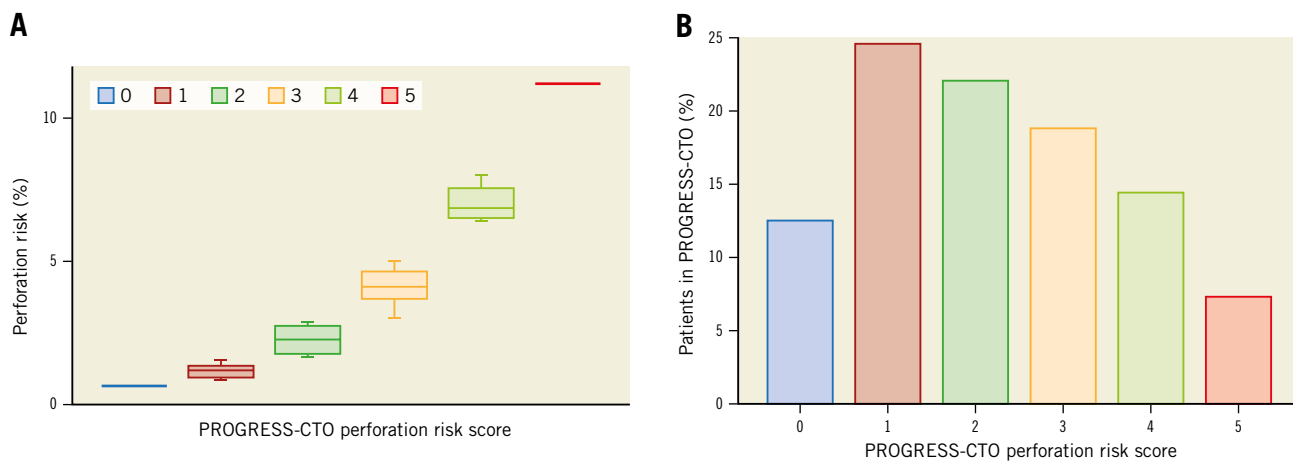 A
Perforation risk (%)
10
5
0
0 1 2 3 4 5
PROGRESS-CTO perforation risk score
B
Patients in PROGRESS-CTO (%)
25
20
15
10
5
0
0 1 2 3 4 5
PROGRESS-CTO perforation risk score